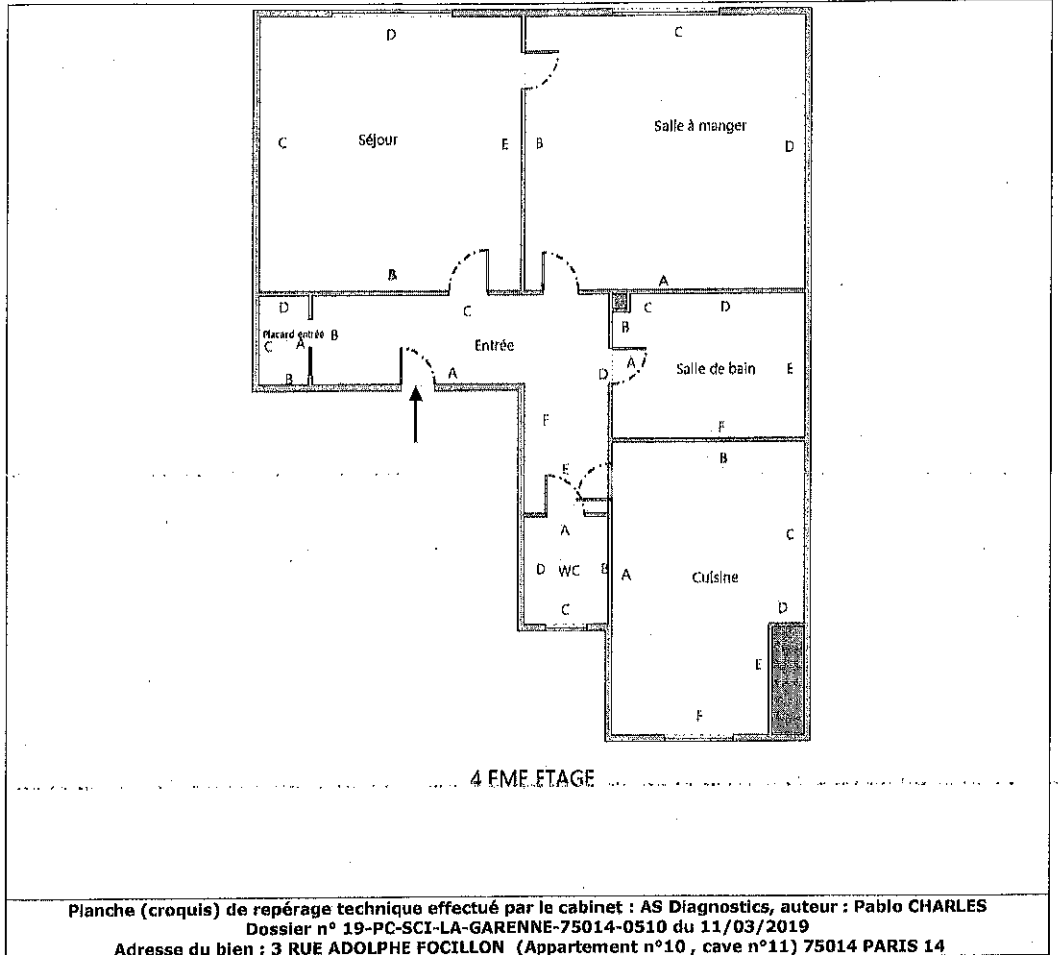 D
C
Séjour
Salle à manger
C
E
B
D
B
A
D
C
C
D
Placard entrée
B
B
C
A
Entrée
Salle de bain
A
E
B
A
D
F
F
B
E
A
C
D
WC
B
A
Cuisine
C
D
E
F
4 EME ETAGE
Planche (croquis) de repérage technique effectué par le cabinet : AS Diagnostics, auteur : Pablo CHARLES
Dossier n° 19-PC-SCI-LA-GARENNE-75014-0510 du 11/03/2019
Adresse du bien : 3 RUE ADOLPHE FOCILLON (Appartement n°10 , cave n°11) 75014 PARIS 14